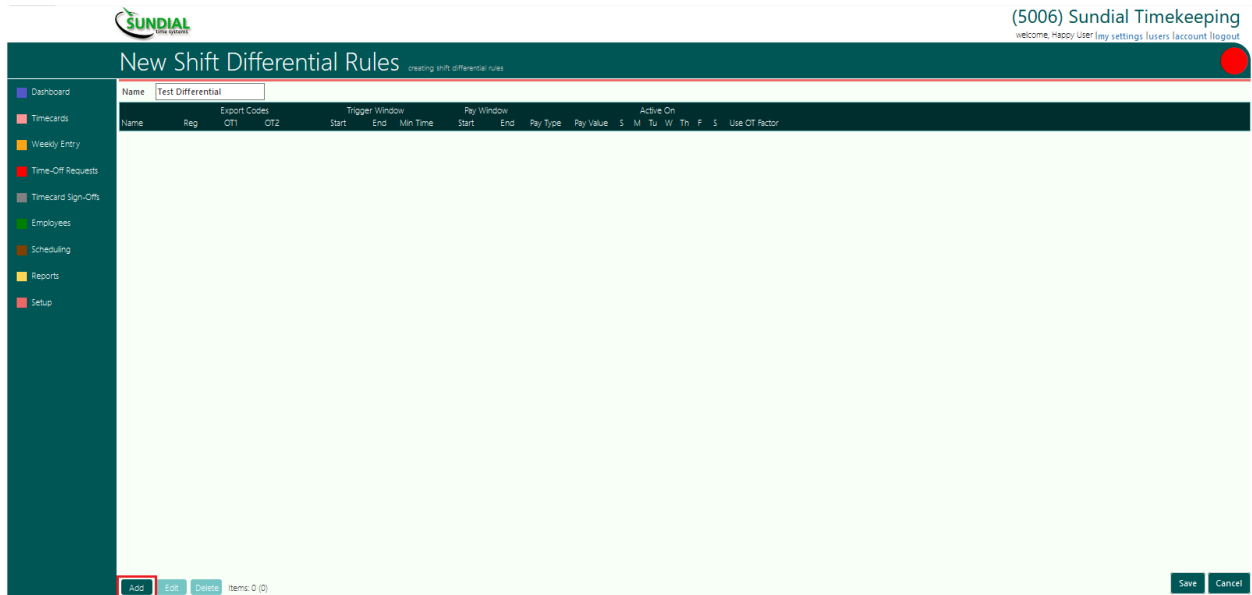 SUNDIAL
time systems
(5006) Sundial Timekeeping
welcome, Happy User |my settings |users |account |logout
New Shift Differential Rules creating shift differential rules
Dashboard
Timecards
Weekly Entry
Time-Off Requests
Timecard Sign-Offs
Employees
Scheduling
Reports
Setup
Name Test Differential
Export Codes Trigger Window Pay Window Active On
Name Reg OT1 OT2 Start End Min Time Start End Pay Type Pay Value S M Tu W Th F S Use OT Factor
Add Edit Delete Items: 0 (0)
Save Cancel